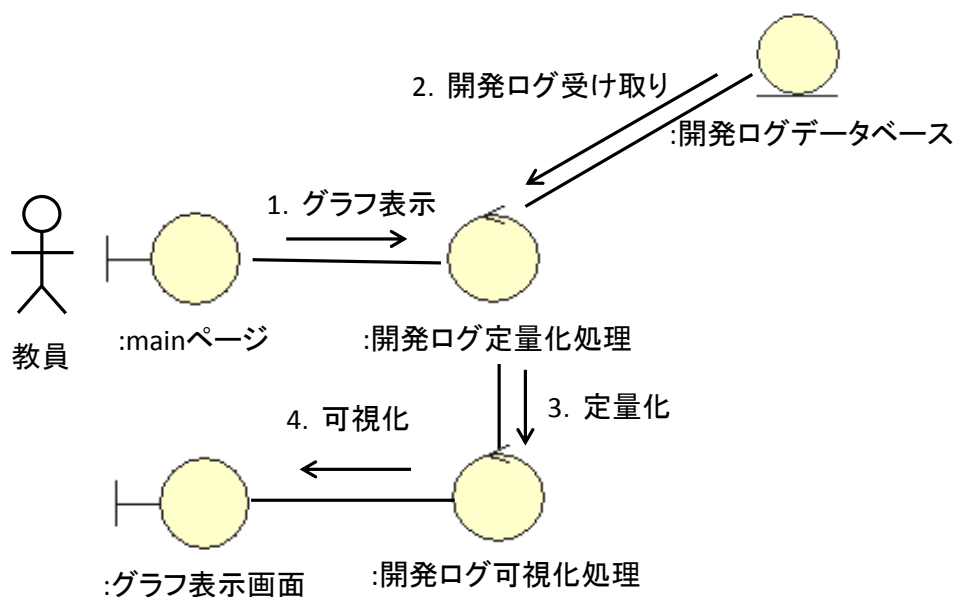 2. 開発ログ受け取り
:開発ログデータベース
1. グラフ表示
教員
:mainページ
:開発ログ定量化処理
3. 定量化
4. 可視化
:グラフ表示画面
:開発ログ可視化処理